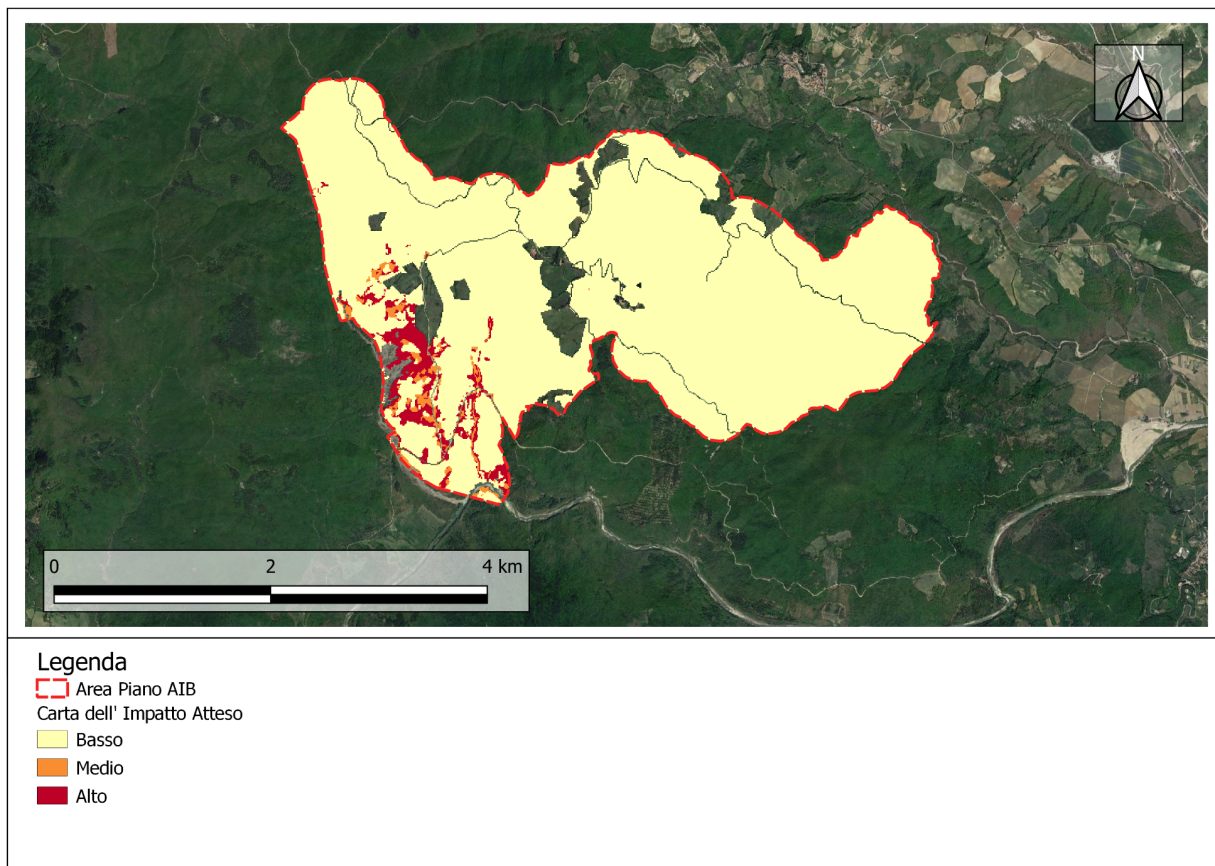 N
0 2 4 km
Legenda
Area Piano AIB
Carta dell' Impatto Atteso
Basso
Medio
Alto